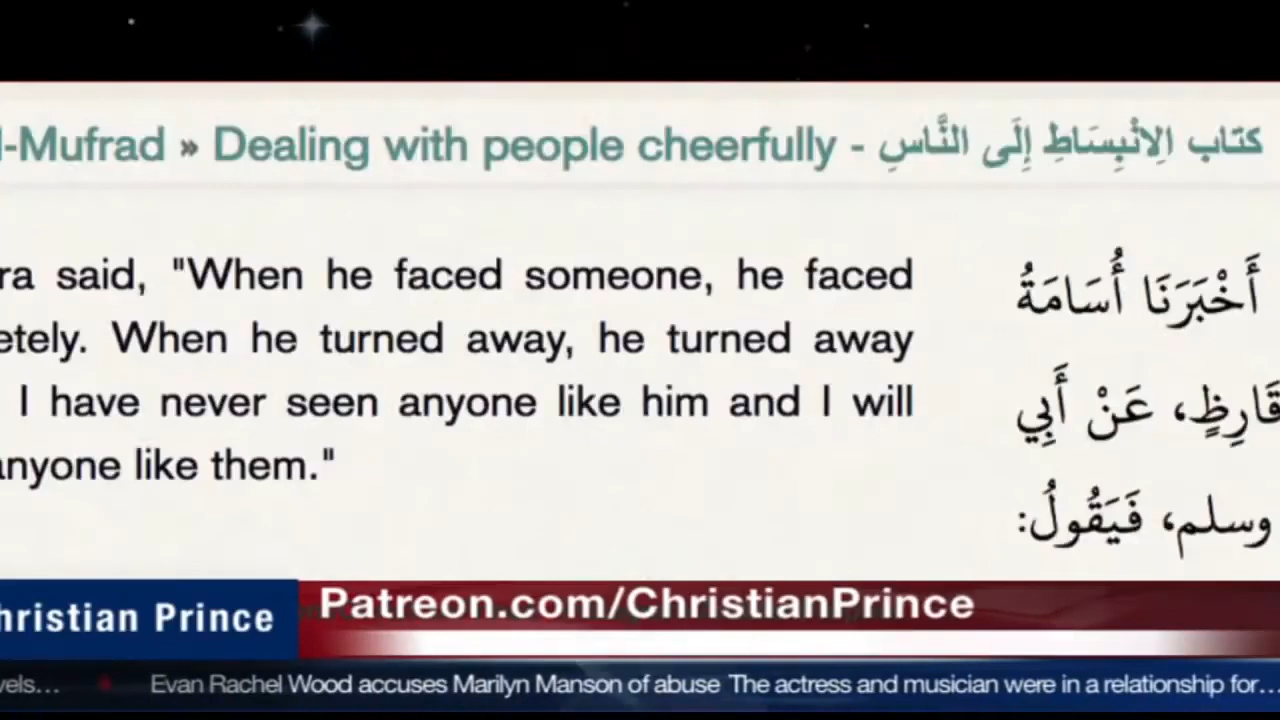 l-Mufrad » Dealing with people cheerfully - كتاب الِانْبِسَاطِ إِلَى النَّاسِ
ra said, "When he faced someone, he faced
etely. When he turned away, he turned away
I have never seen anyone like him and I will
anyone like them."
أَخْبَرَنَا أُسَامَةُ
قَارِظٍ، عَنْ أَبِي
وسلم، فَيَقُولُ:
hristian Prince
Patreon.com/ChristianPrince
vels... Evan Rachel Wood accuses Marilyn Manson of abuse The actress and musician were in a relationship for...